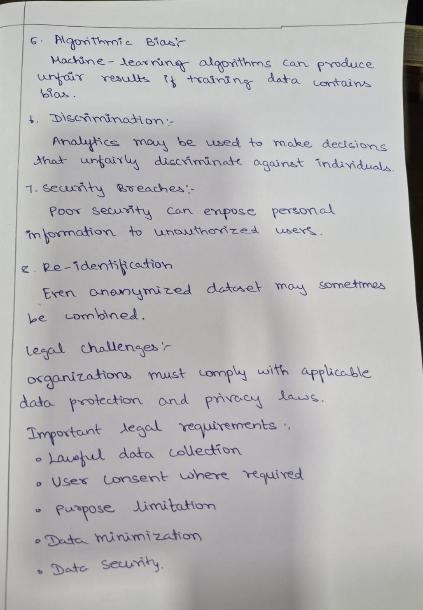 5. Algorithmic Bias:-
Machine-learning algorithms can produce
unfair results if training data contains
bias.
6. Discrimination:-
Analytics may be used to make decisions
that unfairly discriminate against individuals.
7. Security Breaches:-
Poor security can expose personal
information to unauthorized users.
8. Re-identification
Even ananymized dataset may sometimes
be combined.
Legal challenges:-
organizations must comply with applicable
data protection and privacy laws.
Important legal requirements:.
• Lawful data collection
• User consent where required
• Purpose limitation
• Data minimization
• Data security.